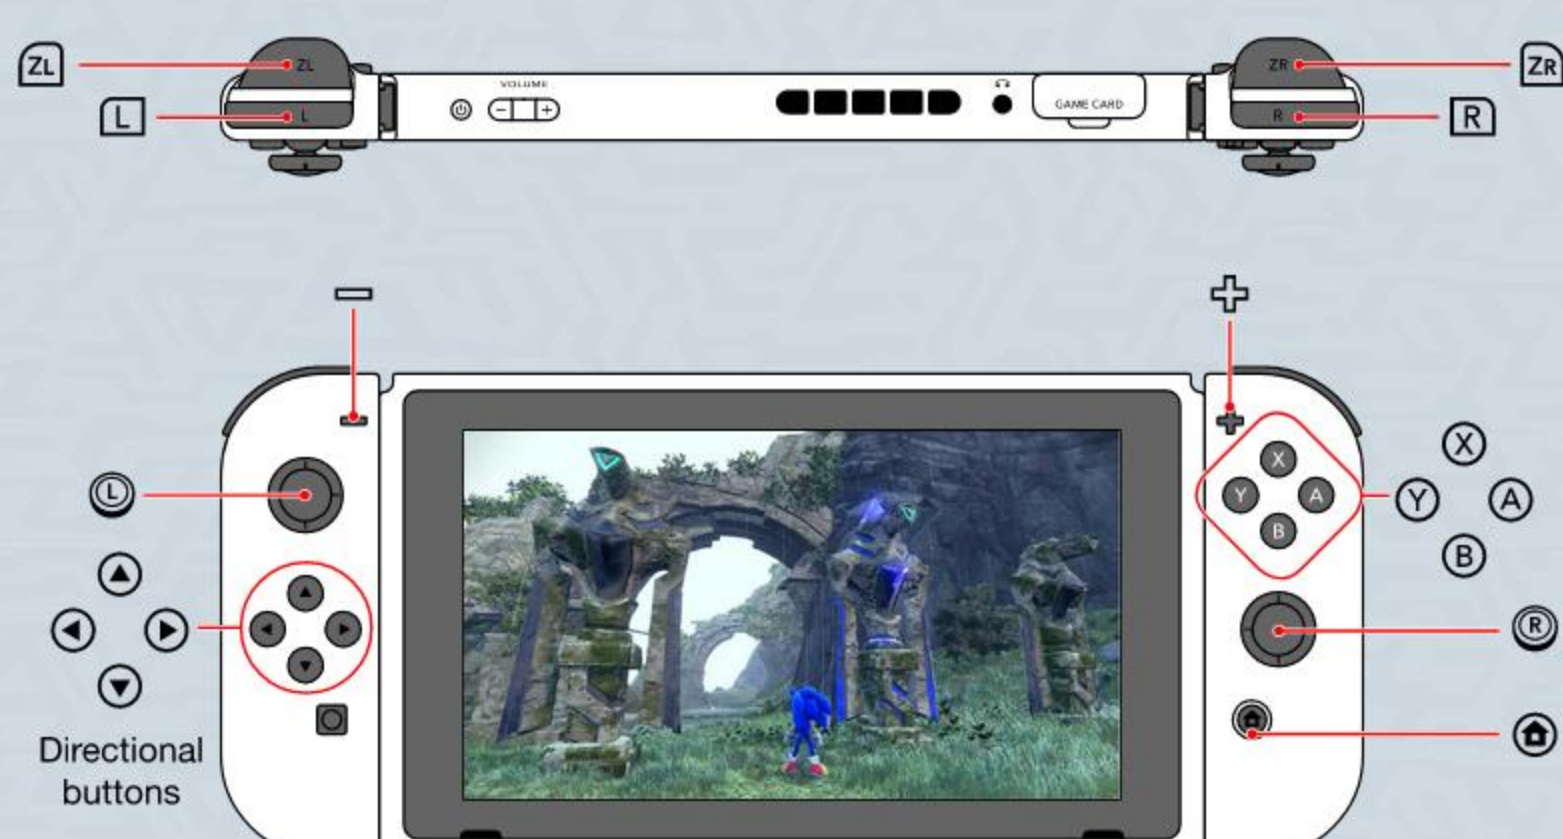 ZL
ZL
ZR
ZR
VOLUME
L
L
− +
GAME CARD
R
R
X
X
L
Y
A
Y
A
B
B
R
Directional
buttons